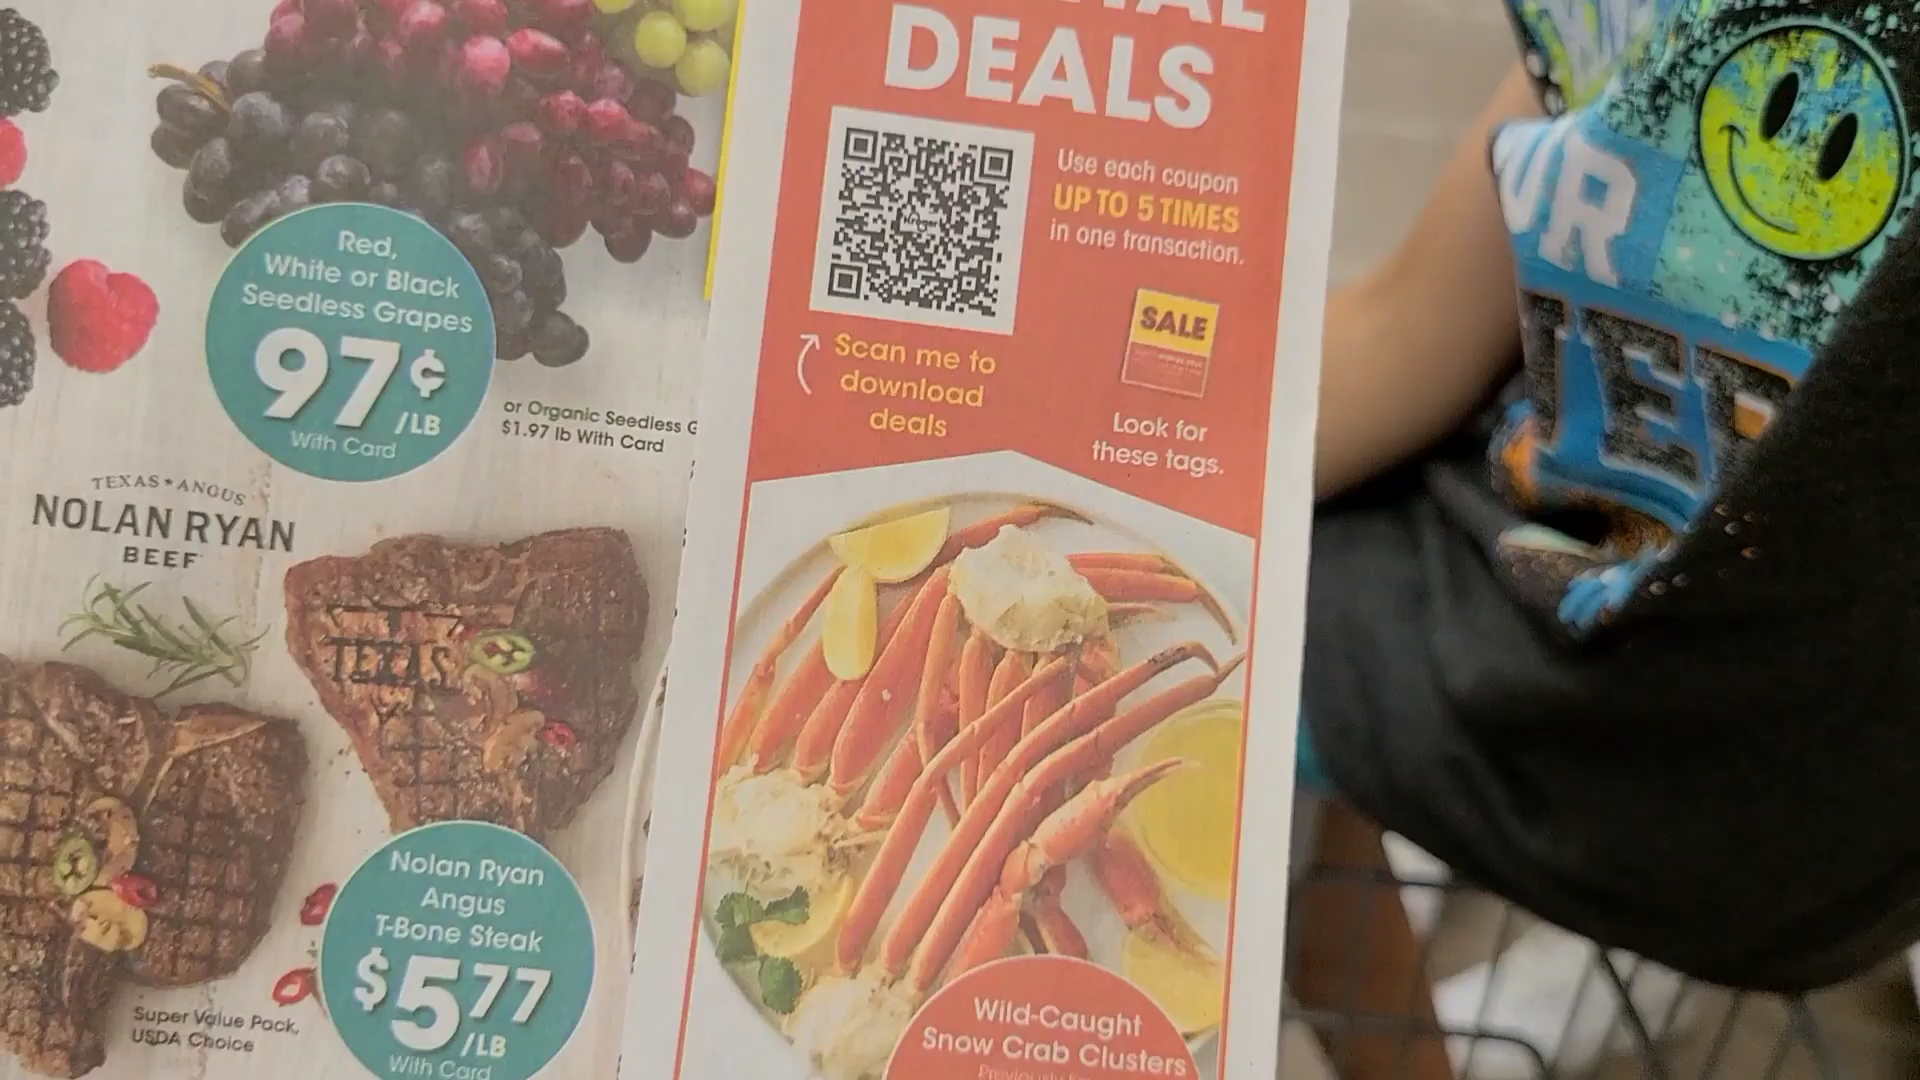 Red,
White or Black
Seedless Grapes
97¢
/LB
With Card
or Organic Seedless
$1.97 lb With Card
TEXAS★ANGUS
NOLAN RYAN
BEEF
TEXAS
Nolan Ryan
Angus
T-Bone Steak
$5 77
/LB
With Card
Super Value Pack,
USDA Choice
DEALS
Use each coupon
UP TO 5 TIMES
in one transaction.
Scan me to
download
deals
SALE
Look for
these tags.
Wild-Caught
Snow Crab Clusters
UR